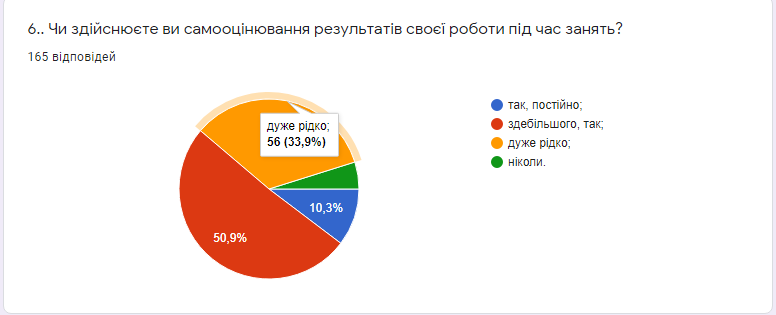 6.. Чи здійснюєте ви самооцінювання результатів своєї роботи під час занять?
165 відповідей
так, постійно;
здебільшого, так;
дуже рідко;
ніколи.
дуже рідко;
56 (33,9%)
10,3%
50,9%